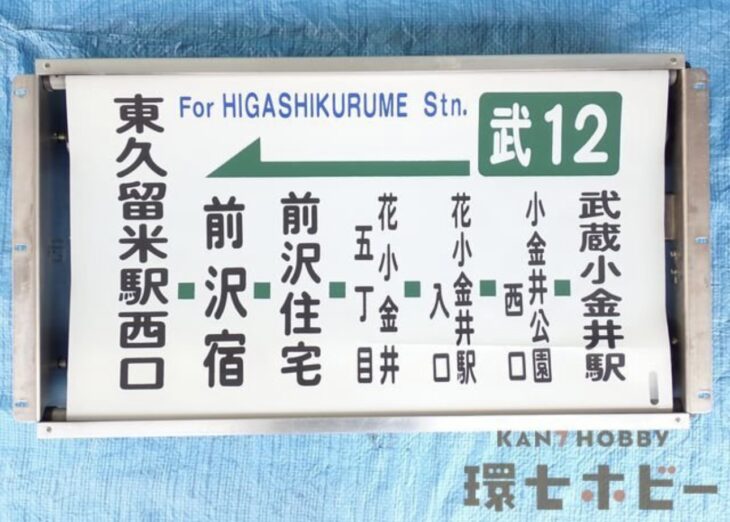 For HIGASHIKURUME Stn.
武12
武蔵小金井駅
小金井公園
西口
花小金井駅
入口
花小金井
五丁目
前沢住宅
前沢宿
東久留米駅西口
KAN7HOBBY
環七ホビー